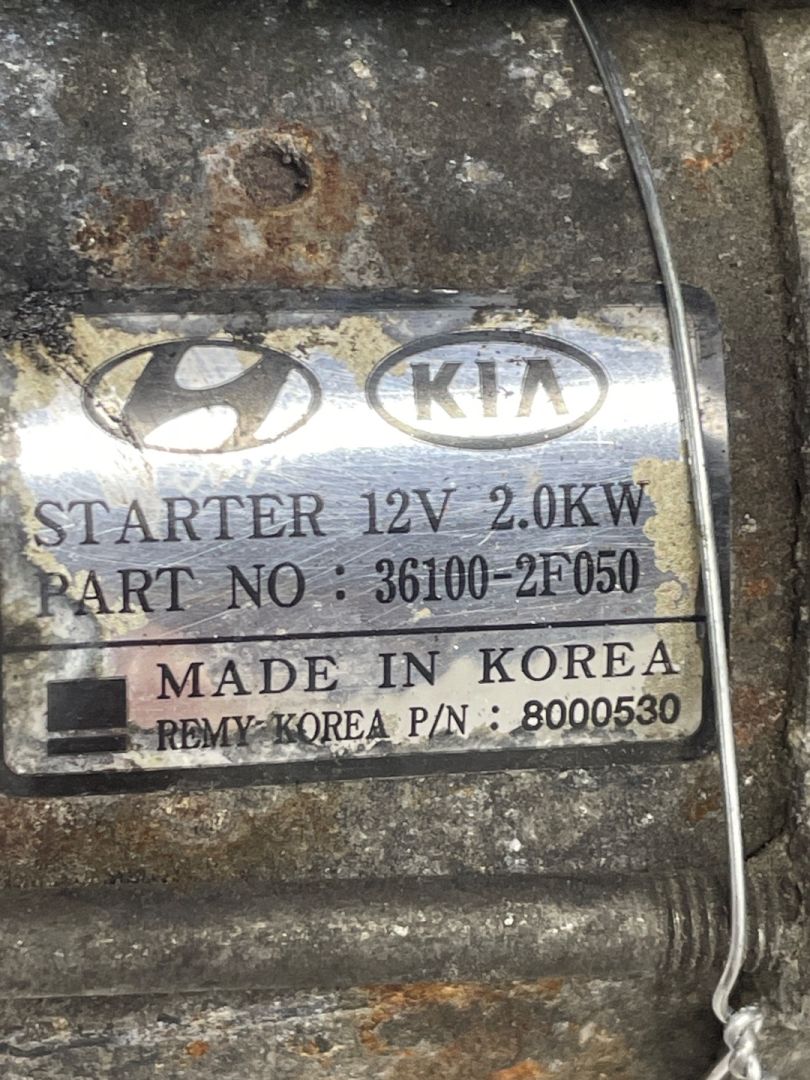 KIA
STARTER 12V 2.0KW
PART NO : 36100-2F050
MADE IN KOREA
REMY KOREA P/N : 8000530